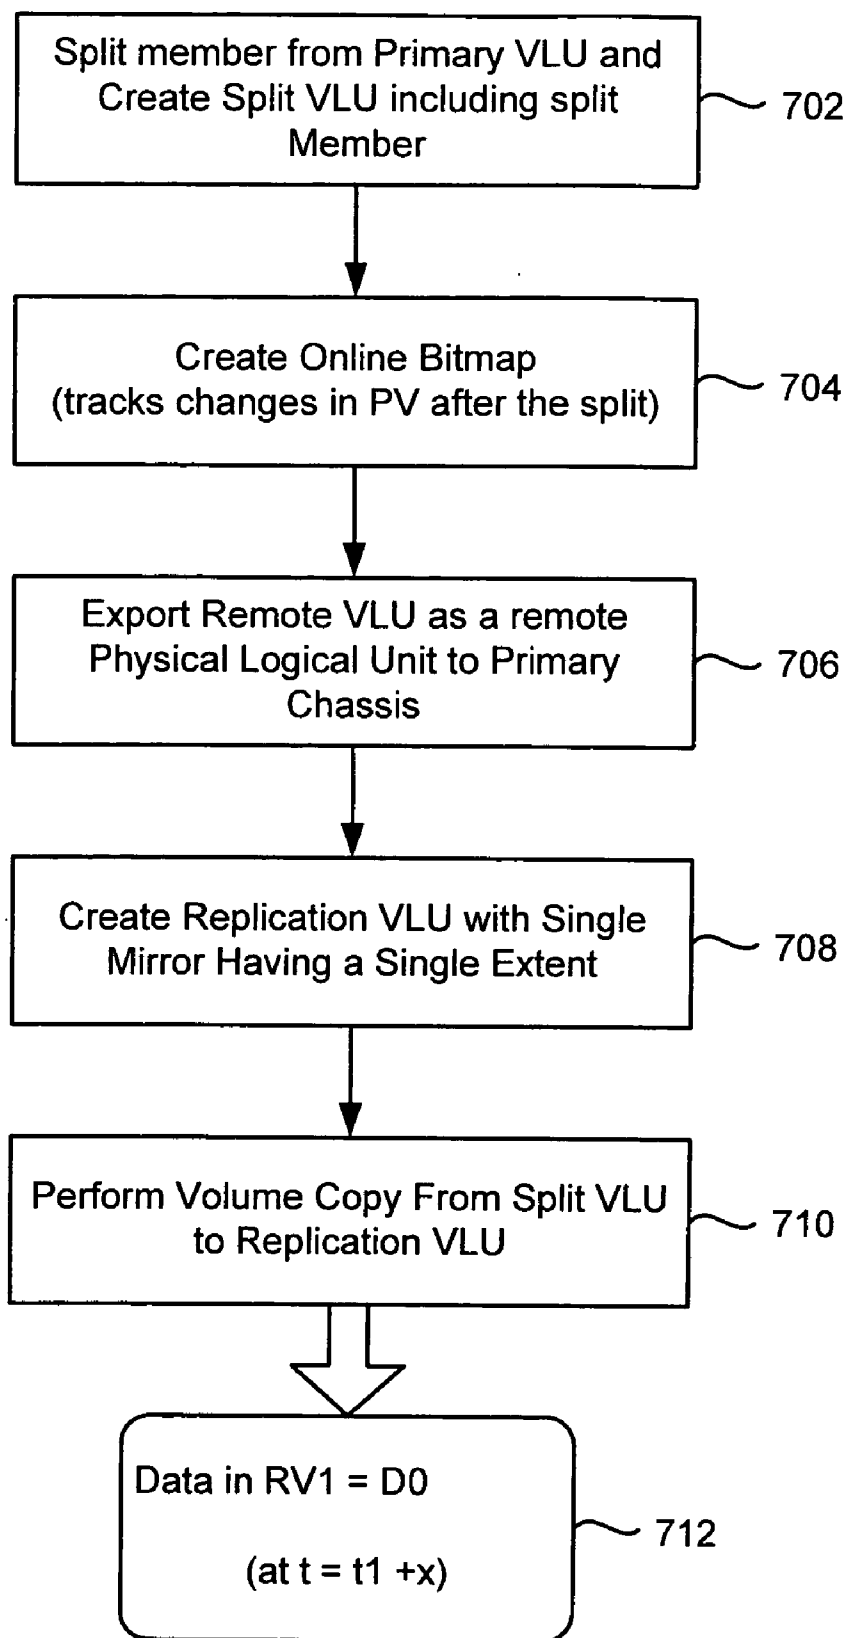 Split member from Primary VLU and
Create Split VLU including split
Member
702
Create Online Bitmap
(tracks changes in PV after the split)
704
Export Remote VLU as a remote
Physical Logical Unit to Primary
Chassis
706
Create Replication VLU with Single
Mirror Having a Single Extent
708
Perform Volume Copy From Split VLU
to Replication VLU
710
Data in RV1 = D0
(at t = t1 +x)
712